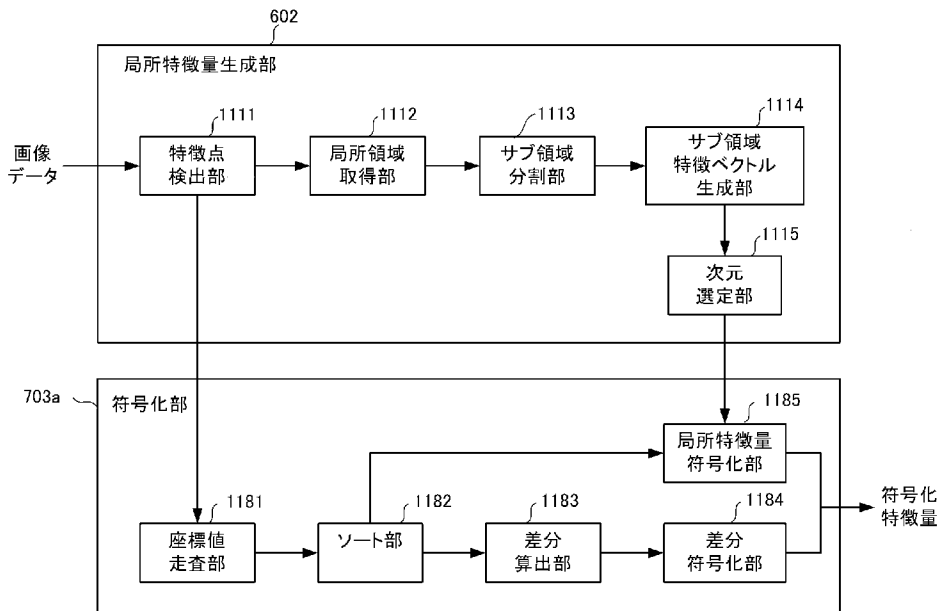 602
局所特徴量生成部
1111
1112
1113
1114
画像
データ
特徴点
検出部
局所領域
取得部
サブ領域
分割部
サブ領域
特徴ベクトル
生成部
1115
次元
選定部
703a
符号化部
1185
局所特徴量
符号化部
1181
1182
1183
1184
座標値
走査部
ソート部
差分
算出部
差分
符号化部
符号化
特徴量